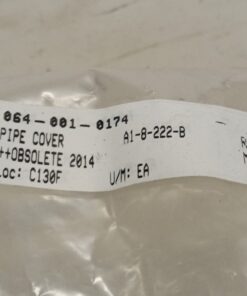 064-001-0174
PIPE COVER A1-8-222-B
++OBSOLETE 2014
Loc: C130F U/M: EA